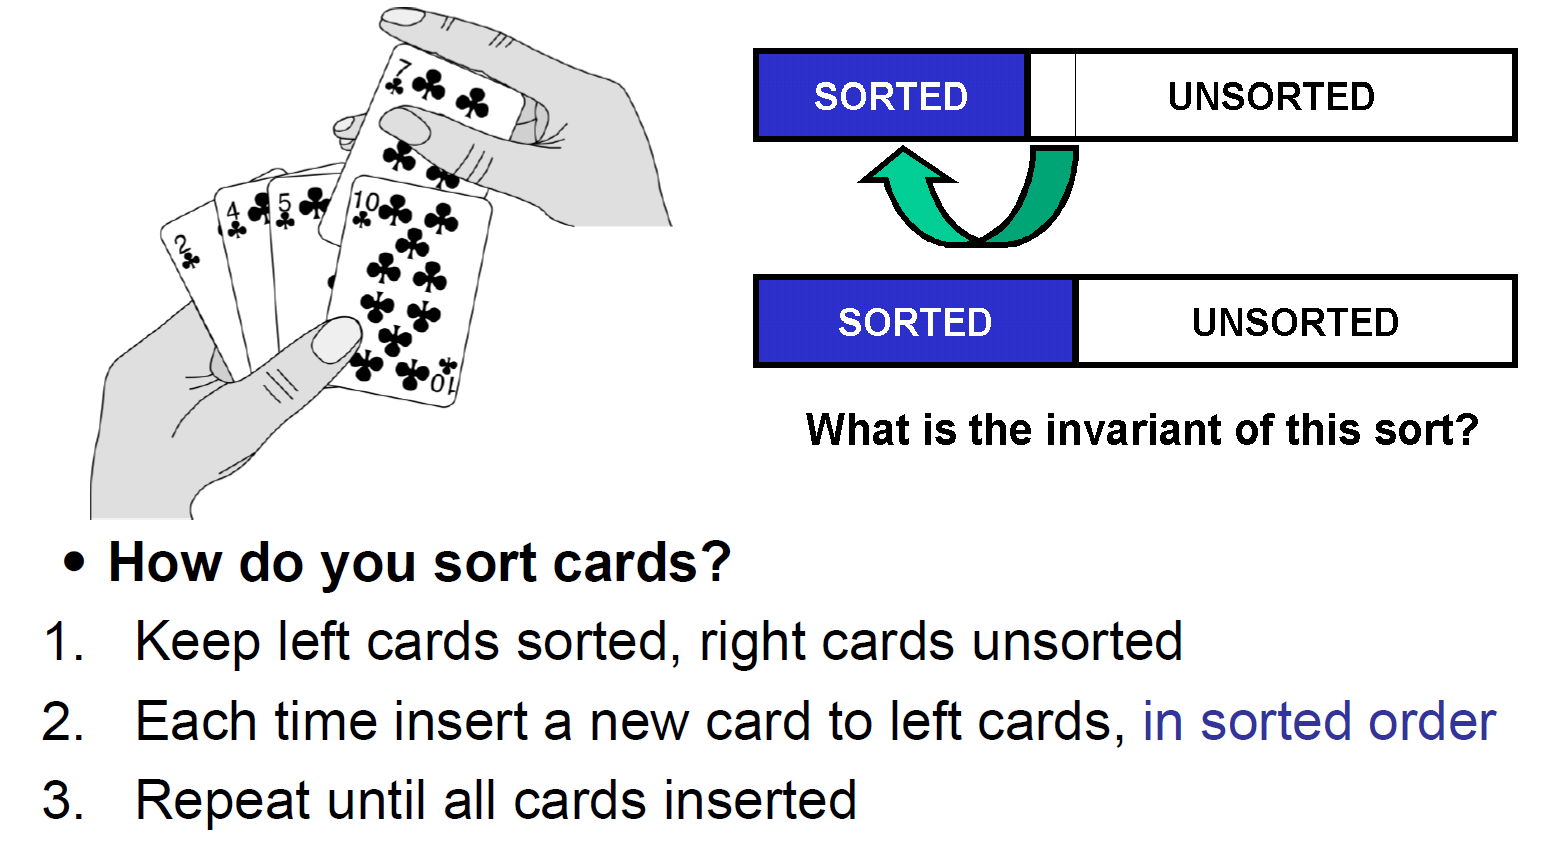 7
10
2
4
5
10
SORTED
UNSORTED
SORTED
UNSORTED
What is the invariant of this sort?
• How do you sort cards?
1. Keep left cards sorted, right cards unsorted
2. Each time insert a new card to left cards, in sorted order
3. Repeat until all cards inserted